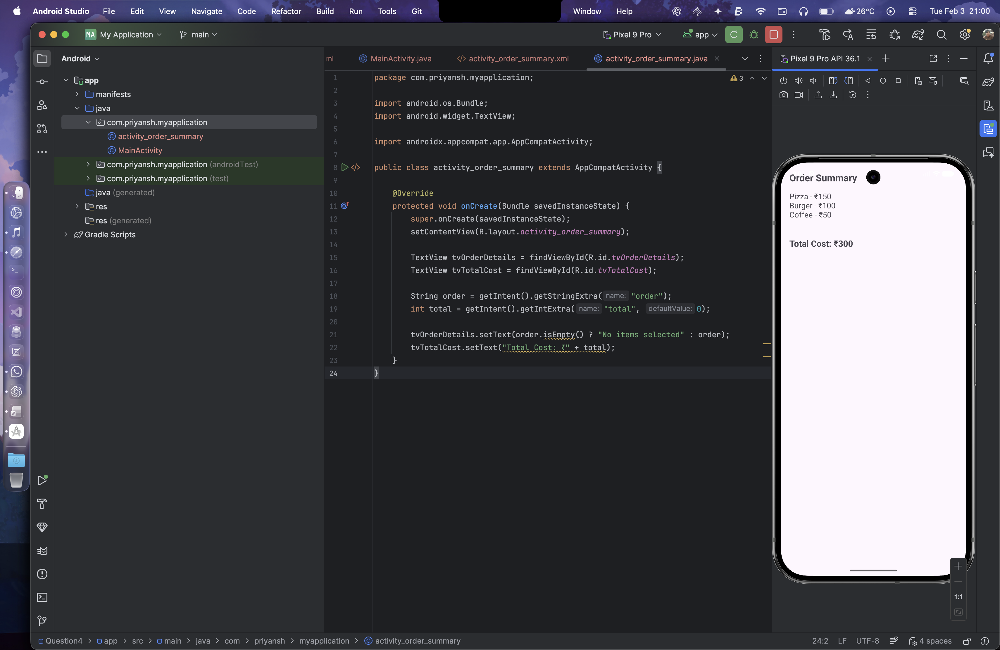 Android Studio File Edit View Navigate Code Refactor Build Run Tools Git Window Help 26°C Tue Feb 3 21:00
MA My Application main Pixel 9 Pro app
Android
app
manifests
java
com.priyansh.myapplication
activity_order_summary
MainActivity
com.priyansh.myapplication (androidTest)
com.priyansh.myapplication (test)
java (generated)
res
res (generated)
Gradle Scripts
ml MainActivity.java </> activity_order_summary.xml activity_order_summary.java
3
1 package com.priyansh.myapplication;
2
3 import android.os.Bundle;
4 import android.widget.TextView;
5
6 import androidx.appcompat.app.AppCompatActivity;
7
8 </> public class activity_order_summary extends AppCompatActivity {
9
10 @Override
11 protected void onCreate(Bundle savedInstanceState) {
12 super.onCreate(savedInstanceState);
13 setContentView(R.layout.activity_order_summary);
14
15 TextView tvOrderDetails = findViewById(R.id.tvOrderDetails);
16 TextView tvTotalCost = findViewById(R.id.tvTotalCost);
17
18 String order = getIntent().getStringExtra( name: "order");
19 int total = getIntent().getIntExtra( name: "total", defaultValue: 0);
20
21 tvOrderDetails.setText(order.isEmpty() ? "No items selected" : order);
22 tvTotalCost.setText("Total Cost: ₹" + total);
23 }
24 }
Pixel 9 Pro API 36.1
Order Summary
Pizza - ₹150
Burger - ₹100
Coffee - ₹50
Total Cost: ₹300
1:1
Question4 > app > src > main > java > com > priyansh > myapplication > activity_order_summary 24:2 LF UTF-8 4 spaces